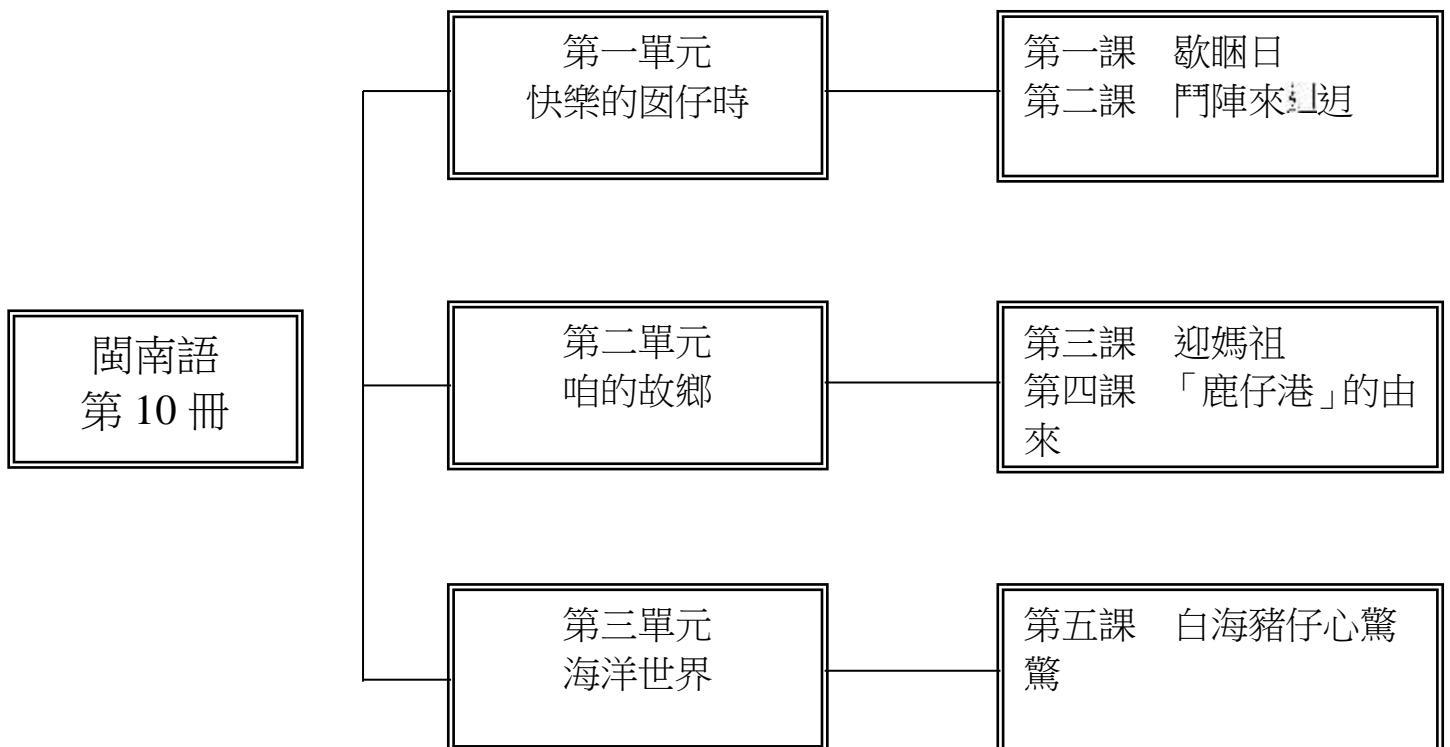 閩南語
第 10 冊
第一單元
快樂的囡仔時
第一課　歇睏日
第二課　鬥陣來迌
第二單元
咱的故鄉
第三課　迎媽祖
第四課　「鹿仔港」的由
來
第三單元
海洋世界
第五課　白海豬仔心驚
驚